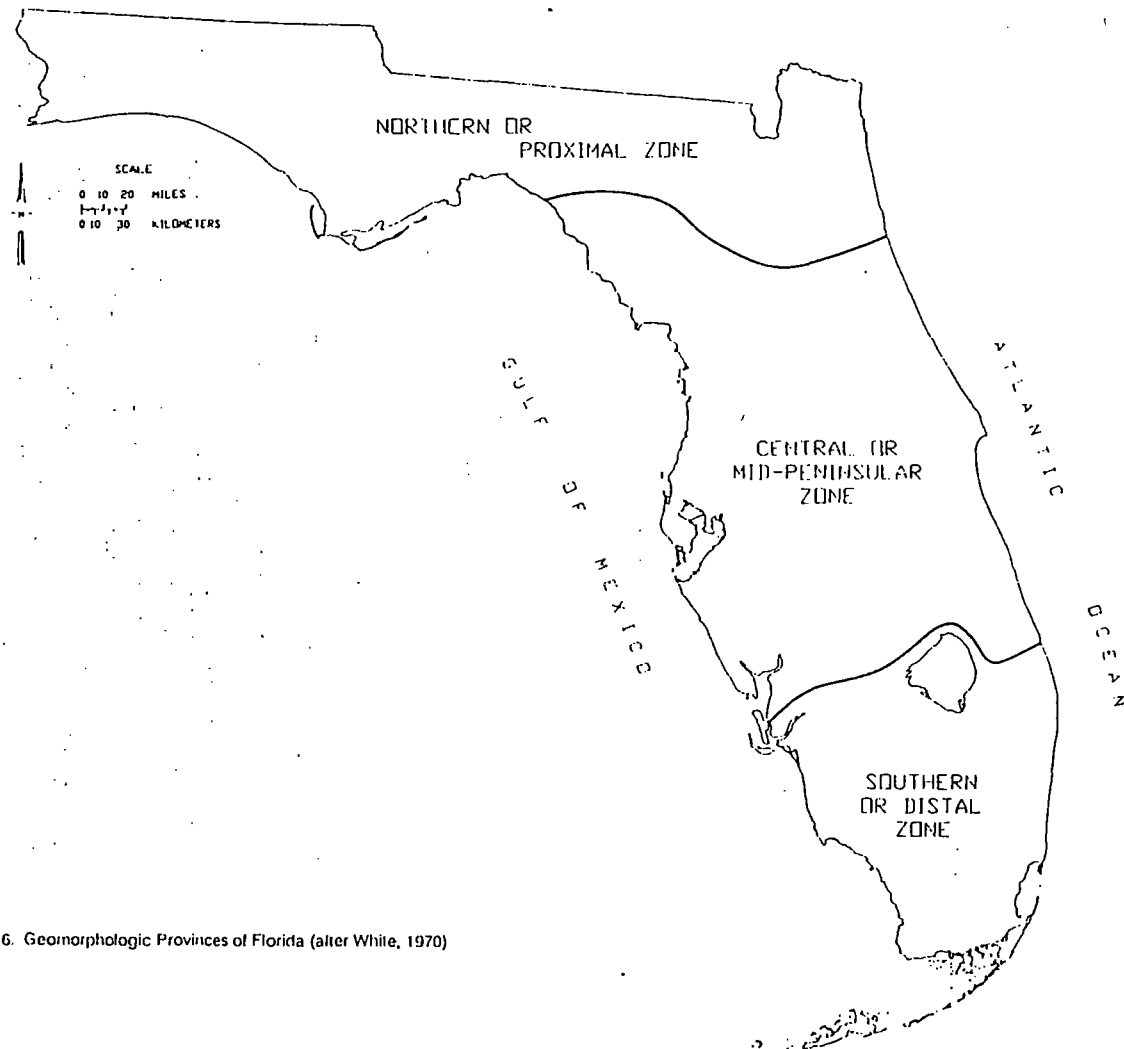 NORTHERN OR
PROXIMAL ZONE
SCALE
0 10 20 MILES
0 10 30 KILOMETERS
N
GULF OF MEXICO
ATLANTIC OCEAN
CENTRAL OR
MID-PENINSULAR
ZONE
SOUTHERN
OR DISTAL
ZONE
6. Geomorphologic Provinces of Florida (after White, 1970)